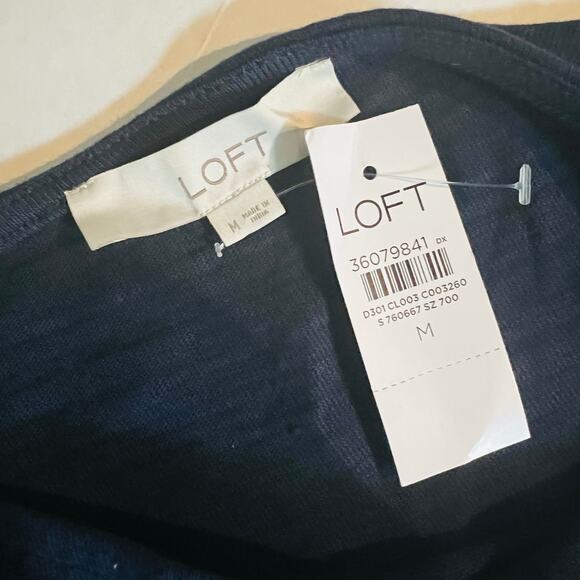 LOFT
M MADE IN
INDIA
LOFT
36079841 DX
D301 CL003 C003260
S 760667 SZ 700
M